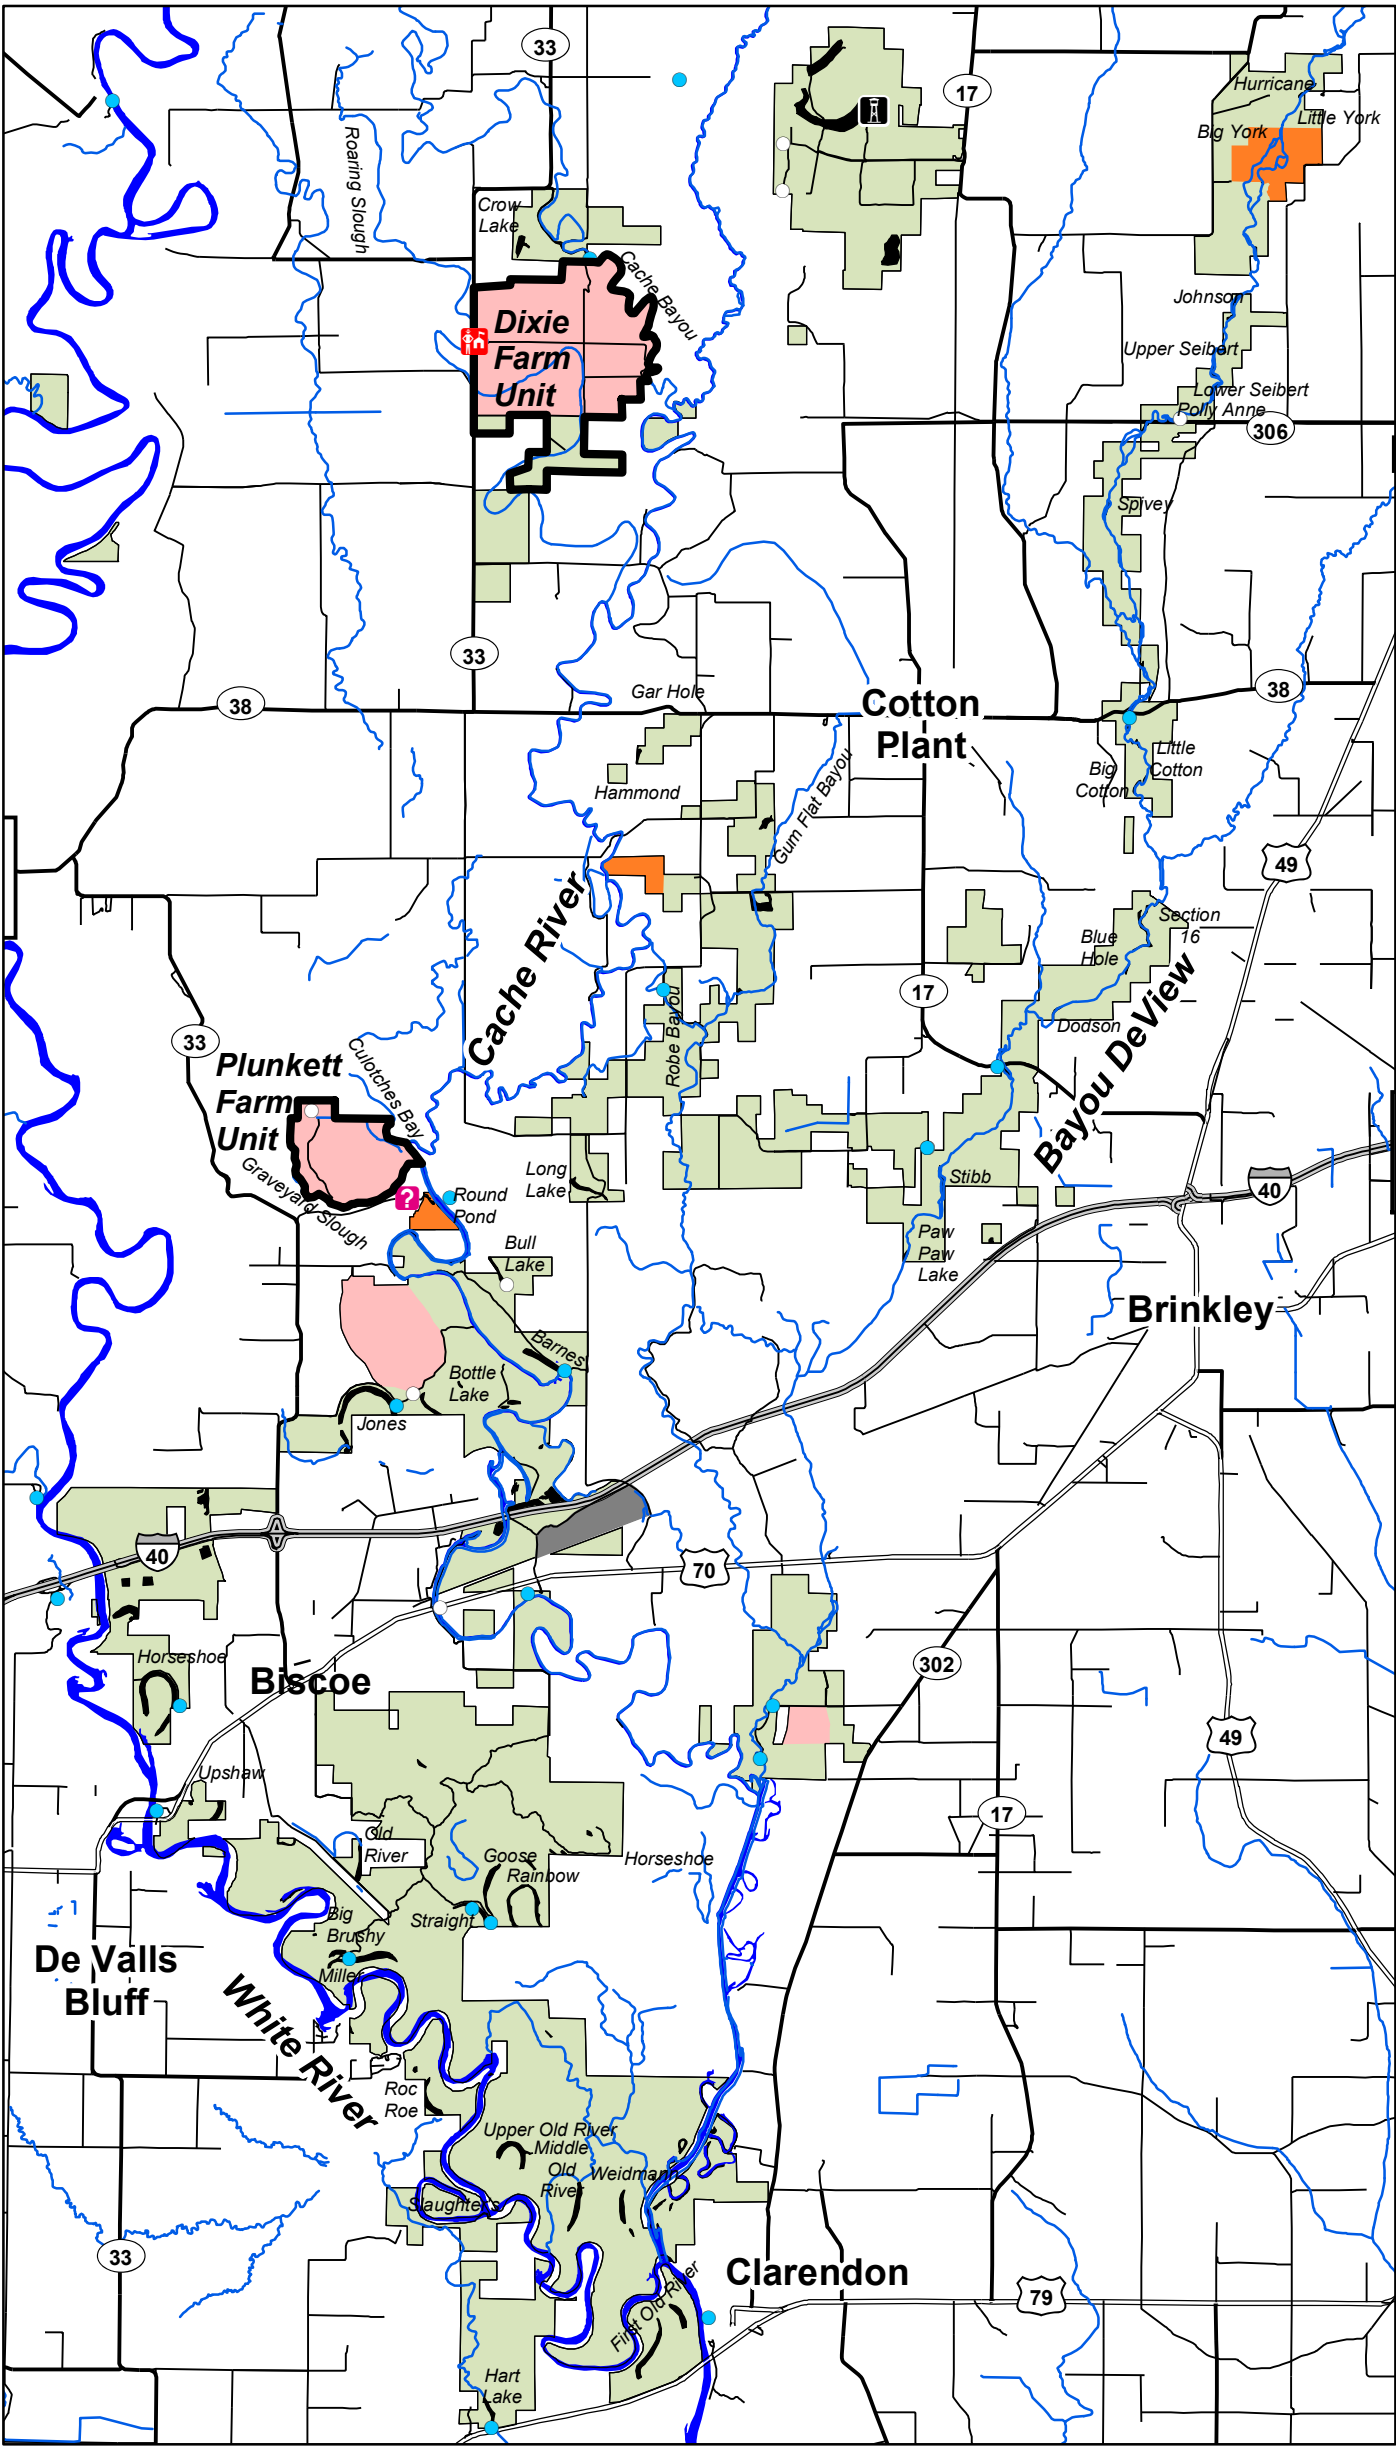 33
17
Hurricane
Little York
Big York
Roaring Slough
Crow
Lake
Cache Bayou
Johnson
Dixie
Farm
Unit
Upper Seibert
Lower Seibert
Polly Anne
306
Spivey
33
38
Gar Hole
Cotton
Plant
38
Little
Cotton
Big
Cotton
Hammond
Gum Flat Bayou
49
Cache River
Section
16
Blue
Hole
17
Robe Bayou
Dodson
Bayou DeView
33
Plunkett
Farm
Unit
Culotches Bay
Graveyard Slough
?
Round
Pond
Long
Lake
Stibb
40
Bull
Lake
Paw
Paw
Lake
Brinkley
Barnes
Bottle
Lake
Jones
40
70
Horseshoe
Biscoe
302
49
Upshaw
17
Old
River
Goose
Rainbow
Horseshoe
Big
Brushy
Straight
Miller
De Valls
Bluff
White River
Roc
Roe
Upper Old River
Middle
Old
River
Weidmann
Slaughters
33
Clarendon
79
First Old River
Hart
Lake